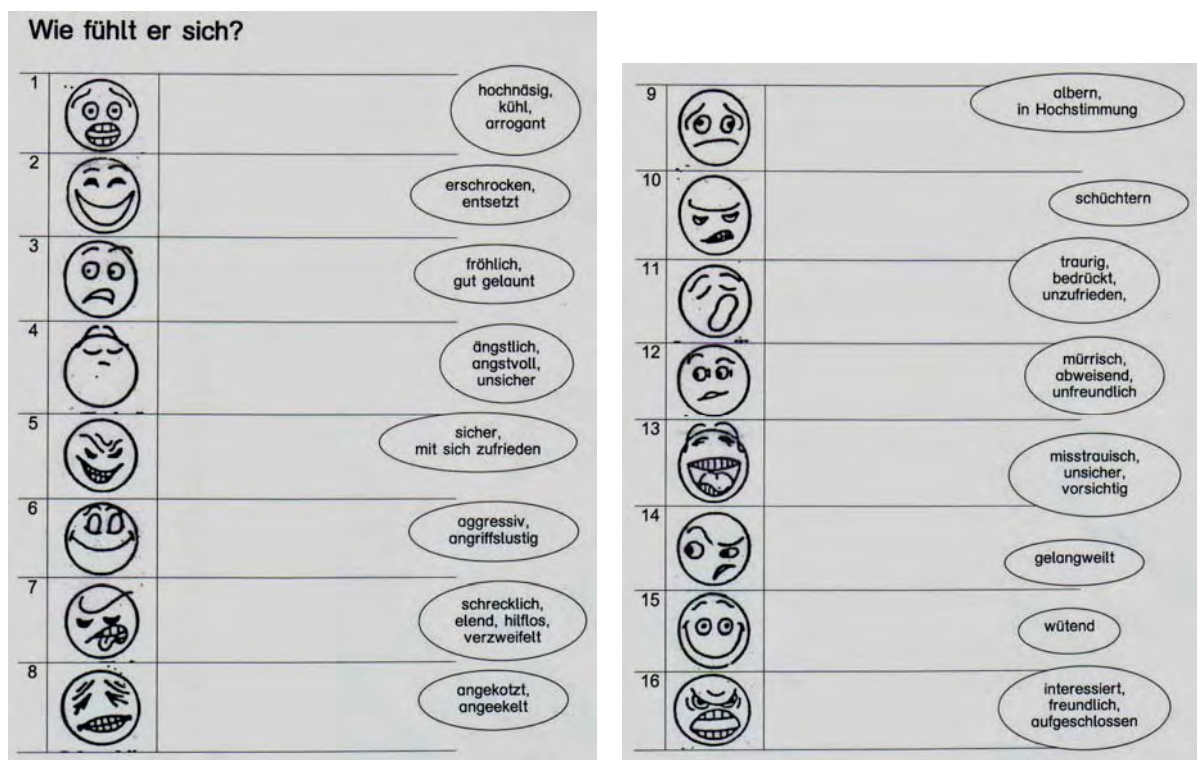 Wie fühlt er sich?
1
hochnäsig,
kühl,
arrogant
2
erschrocken,
entsetzt
3
fröhlich,
gut gelaunt
4
ängstlich,
angstvoll,
unsicher
5
sicher,
mit sich zufrieden
6
aggressiv,
angriffslustig
7
schrecklich,
elend, hilflos,
verzweifelt
8
angekotzt,
angeekelt
9
albern,
in Hochstimmung
10
schüchtern
11
traurig,
bedrückt,
unzufrieden,
12
mürrisch,
abweisend,
unfreundlich
13
misstrauisch,
unsicher,
vorsichtig
14
gelangweilt
15
wütend
16
interessiert,
freundlich,
aufgeschlossen